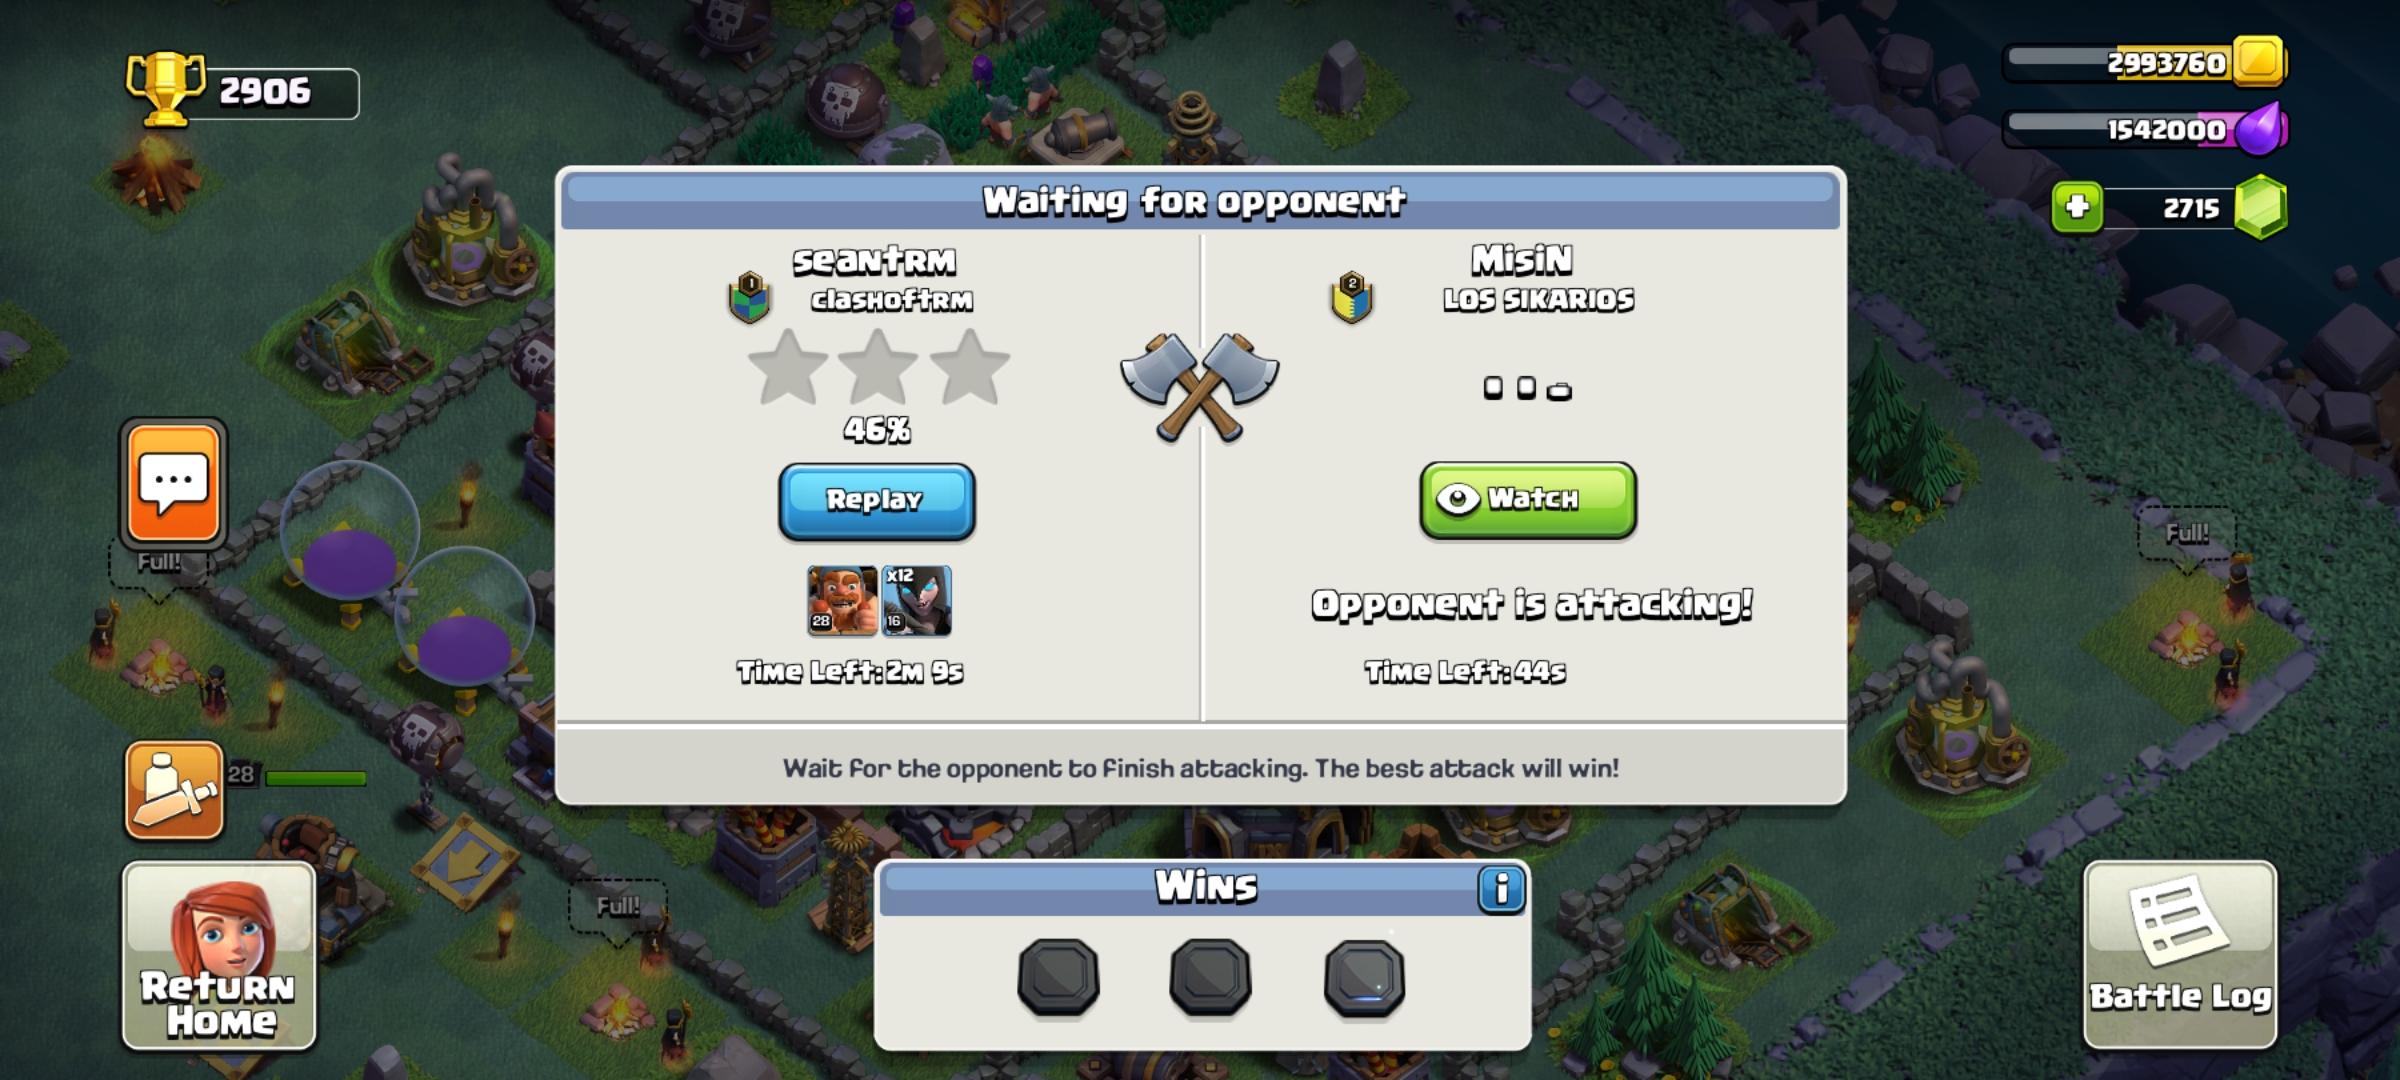 2906
2993760
1542000
2715
Waiting for opponent
seantrm
1
clashoftrm
46%
Replay
x12
28
16
Time Left: 2m 9s
MisiN
2
LOS SIKARIOS
Watch
Opponent is attacking!
Time Left: 44s
Wait for the opponent to finish attacking. The best attack will win!
Full!
Full!
28
Full!
Return
Home
Wins
i
Battle Log